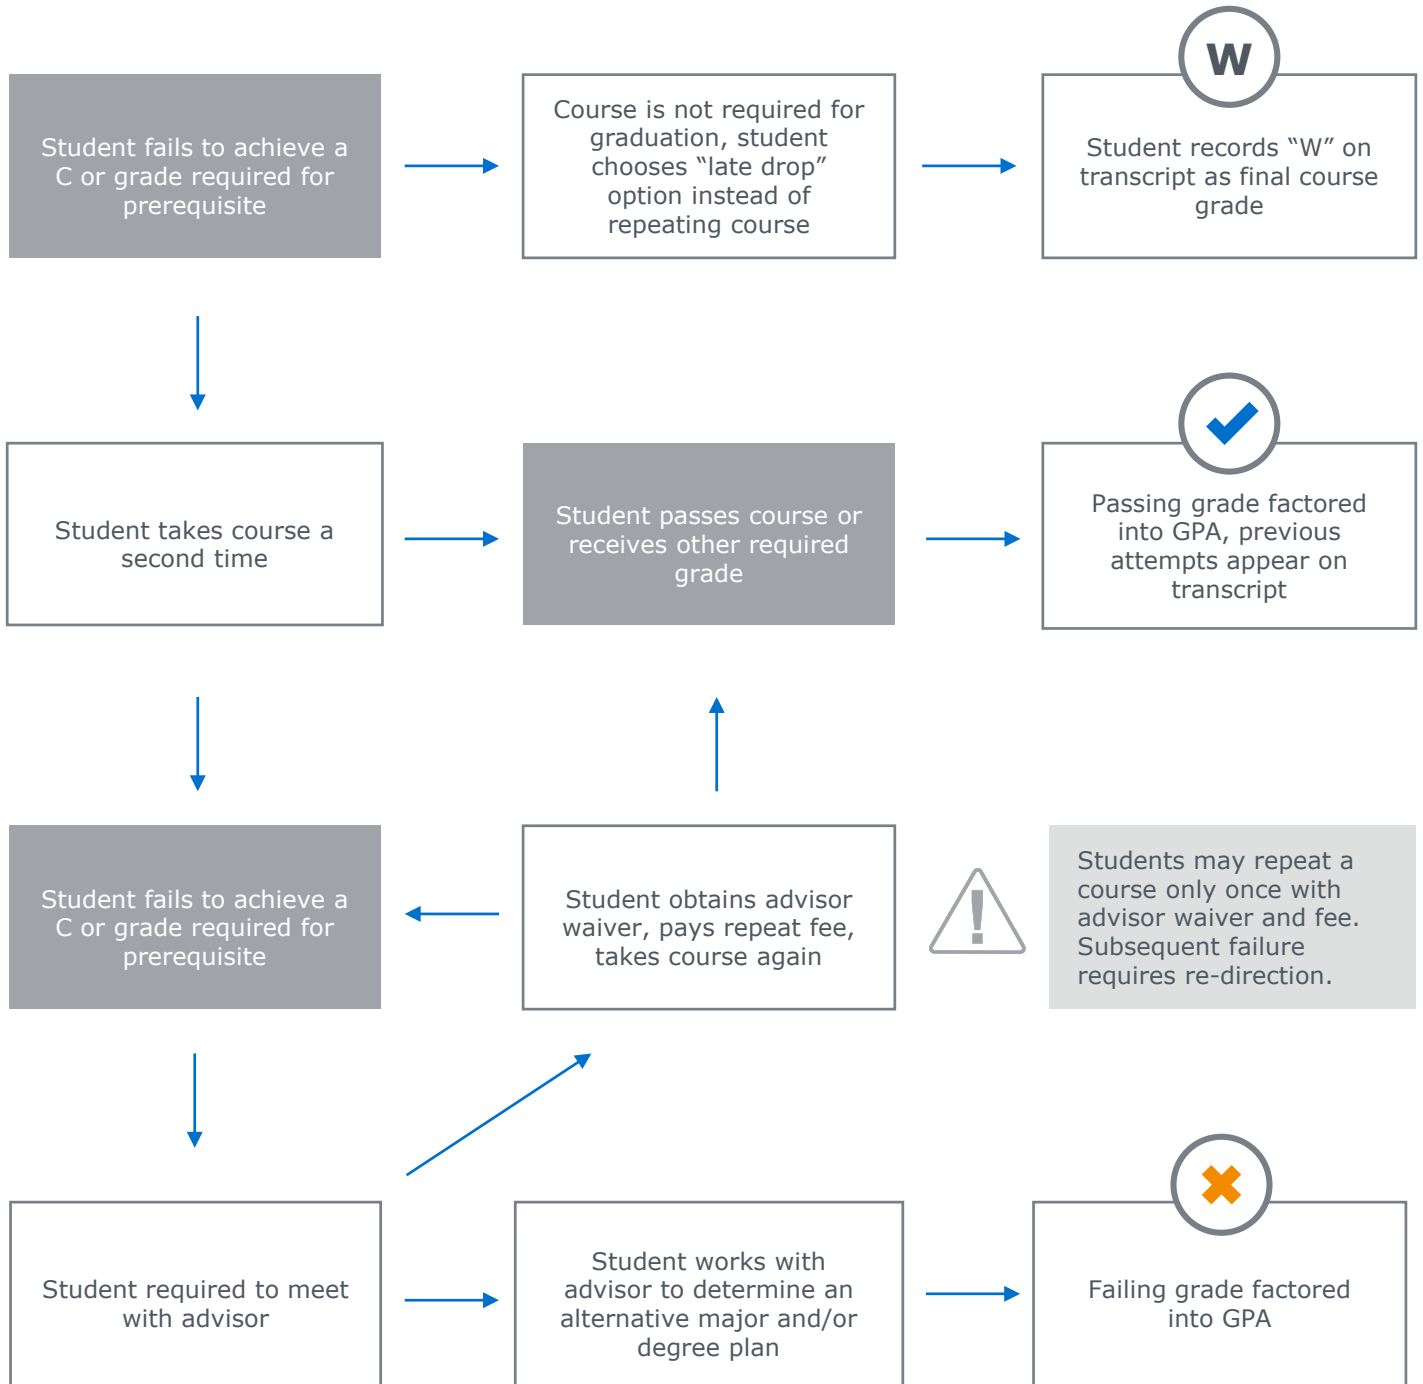 W
Student fails to achieve a
C or grade required for
prerequisite
Course is not required for
graduation, student
chooses “late drop”
option instead of
repeating course
Student records “W” on
transcript as final course
grade
Student takes course a
second time
Student passes course or
receives other required
grade
Passing grade factored
into GPA, previous
attempts appear on
transcript
Student fails to achieve a
C or grade required for
prerequisite
Student obtains advisor
waiver, pays repeat fee,
takes course again
!
Students may repeat a
course only once with
advisor waiver and fee.
Subsequent failure
requires re-direction.
Student required to meet
with advisor
Student works with
advisor to determine an
alternative major and/or
degree plan
Failing grade factored
into GPA